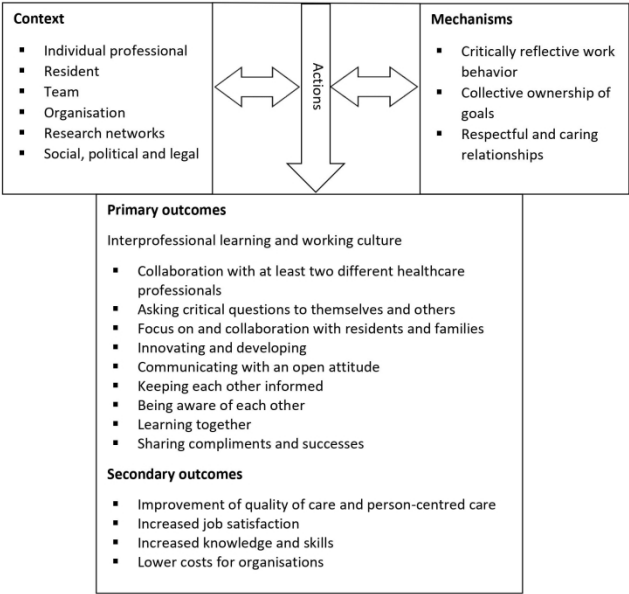 Context
▪ Individual professional
▪ Resident
▪ Team
▪ Organisation
▪ Research networks
▪ Social, political and legal
Actions
Mechanisms
▪ Critically reflective work
behavior
▪ Collective ownership of
goals
▪ Respectful and caring
relationships
Primary outcomes
Interprofessional learning and working culture
▪ Collaboration with at least two different healthcare
professionals
▪ Asking critical questions to themselves and others
▪ Focus on and collaboration with residents and families
▪ Innovating and developing
▪ Communicating with an open attitude
▪ Keeping each other informed
▪ Being aware of each other
▪ Learning together
▪ Sharing compliments and successes
Secondary outcomes
▪ Improvement of quality of care and person-centred care
▪ Increased job satisfaction
▪ Increased knowledge and skills
▪ Lower costs for organisations